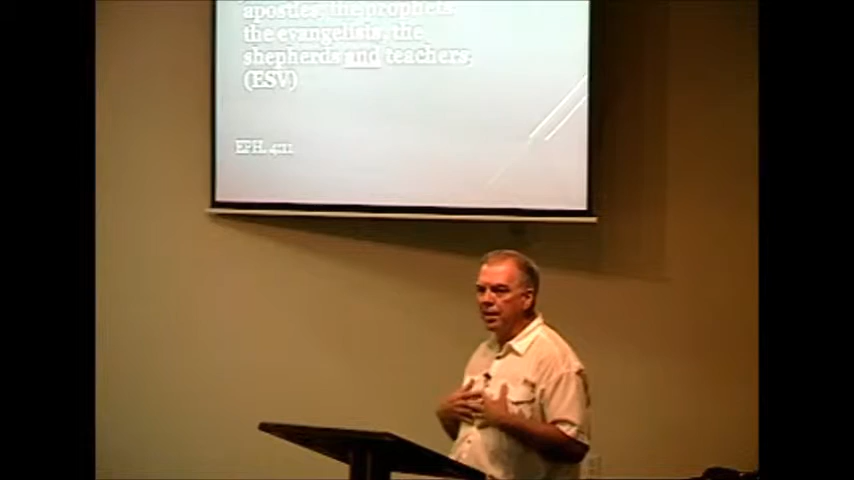 apostles, the prophets
the evangelists, the
shepherds and teachers
(ESV)
EPH. 4:11